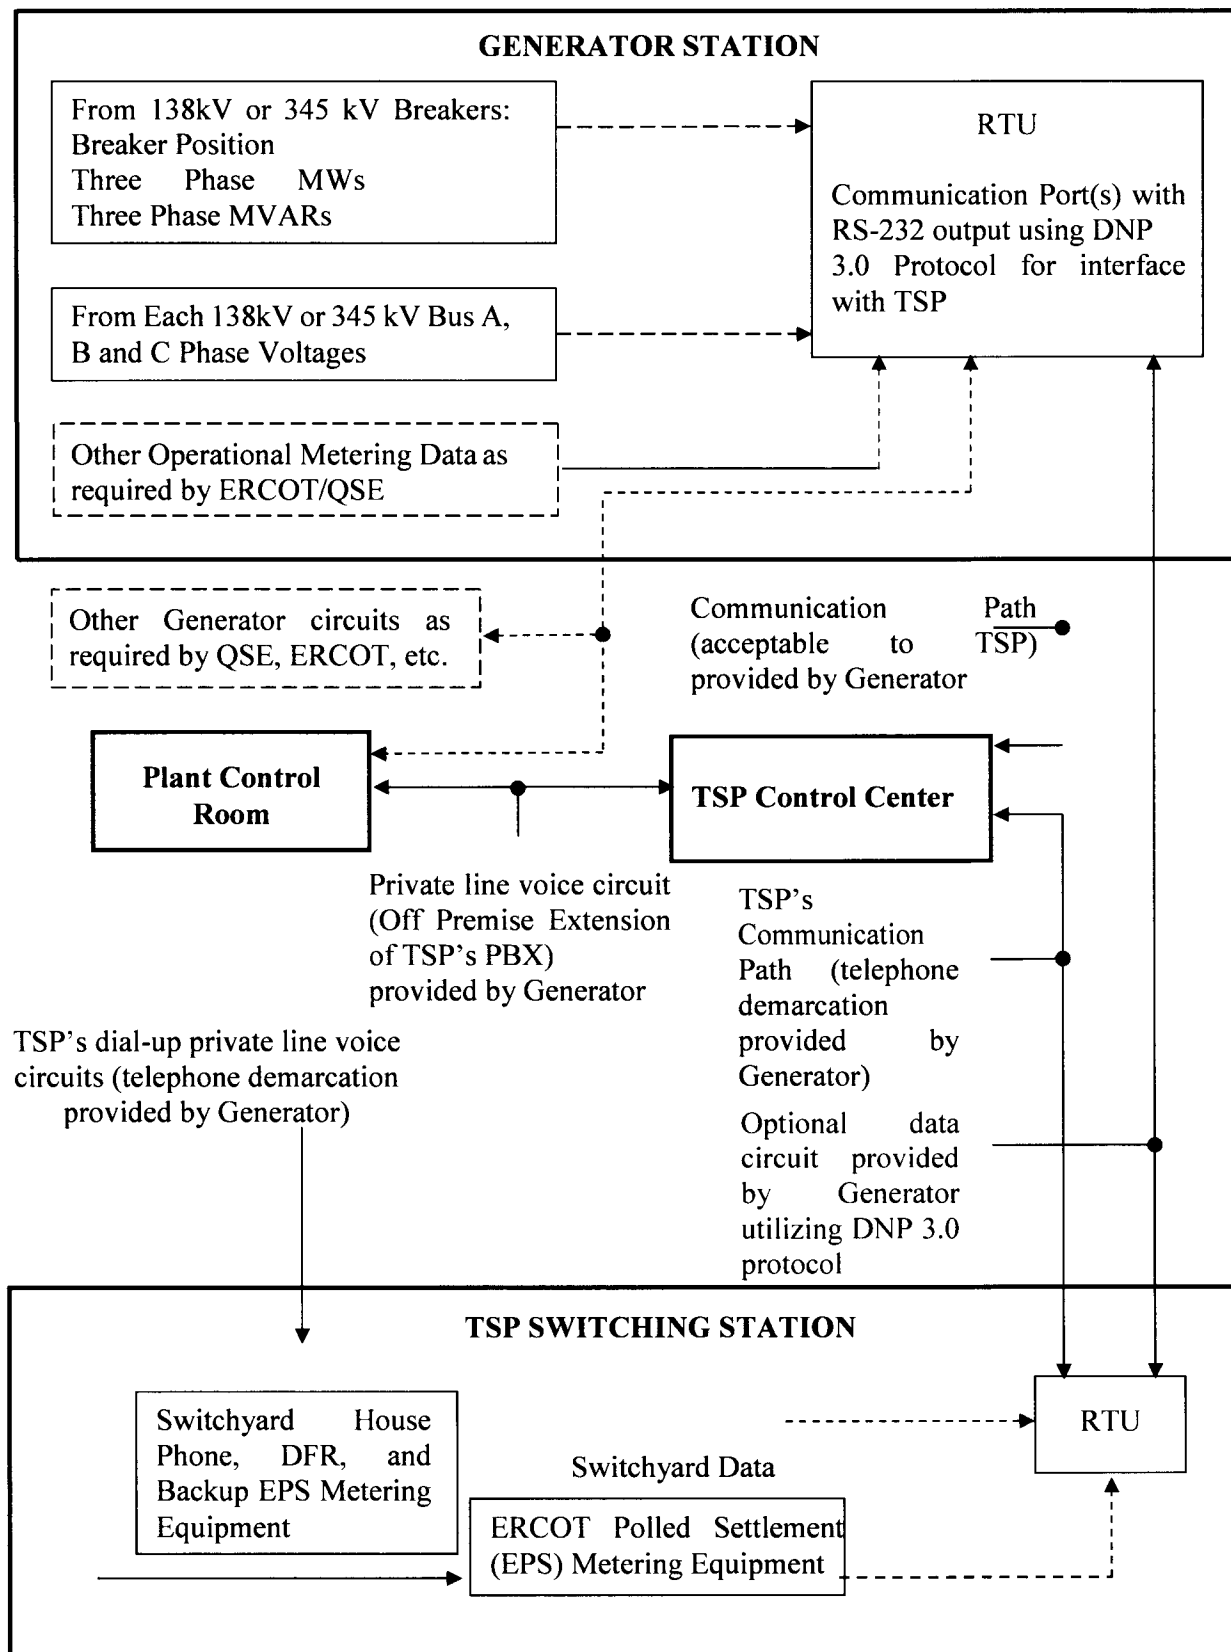 GENERATOR STATION
From 138kV or 345 kV Breakers:
Breaker Position
Three Phase MWs
Three Phase MVARs
RTU
Communication Port(s) with
RS-232 output using DNP
3.0 Protocol for interface
with TSP
From Each 138kV or 345 kV Bus A,
B and C Phase Voltages
Other Operational Metering Data as
required by ERCOT/QSE
Other Generator circuits as
required by QSE, ERCOT, etc.
Communication Path
(acceptable to TSP)
provided by Generator
Plant Control
Room
TSP Control Center
Private line voice circuit
(Off Premise Extension
of TSP's PBX)
provided by Generator
TSP's
Communication
Path (telephone
demarcation
provided by
Generator)
TSP's dial-up private line voice
circuits (telephone demarcation
provided by Generator)
Optional data
circuit provided
by Generator
utilizing DNP 3.0
protocol
TSP SWITCHING STATION
Switchyard House
Phone, DFR, and
Backup EPS Metering
Equipment
RTU
Switchyard Data
ERCOT Polled Settlement
(EPS) Metering Equipment